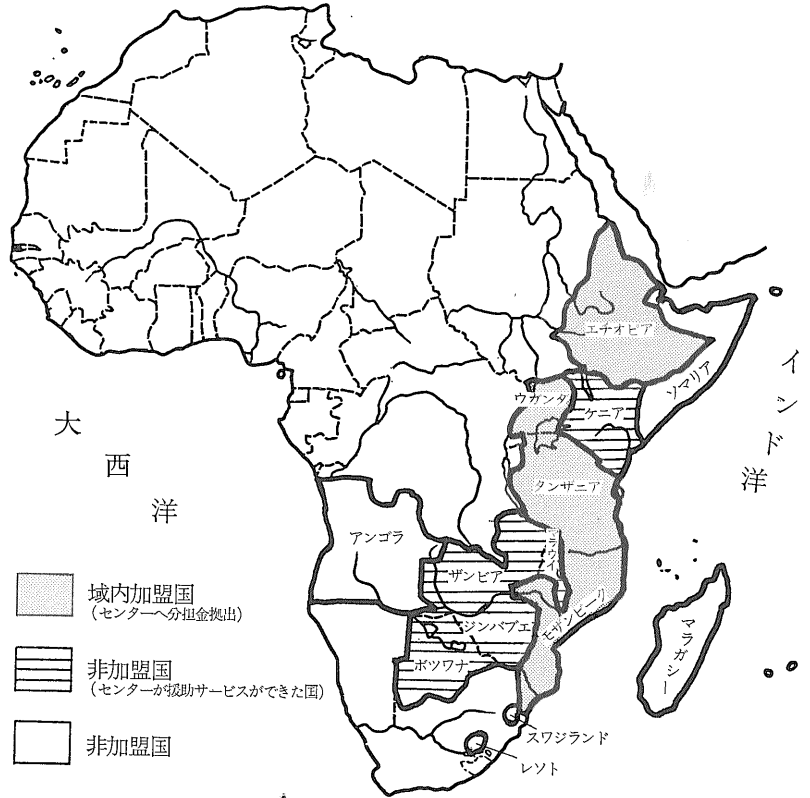 エチオピア
ソマリア
ウガンダ
ケニア
タンザニア
インド洋
大西洋
アンゴラ
マラウイ
ザンビア
モザンビーク
ジンバブエ
ボツワナ
マラガシー
スワジランド
レソト
域内加盟国
(センターへ分担金拠出)
非加盟国
(センターが援助サービスができた国)
非加盟国